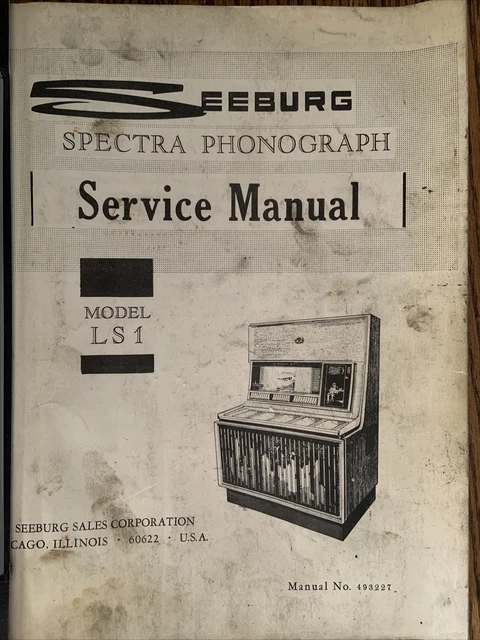 SEEBURG
SPECTRA PHONOGRAPH
Service Manual
MODEL
LS1
SEEBURG SALES CORPORATION
CAGO, ILLINOIS · 60622 · U.S.A.
Manual No. 493227